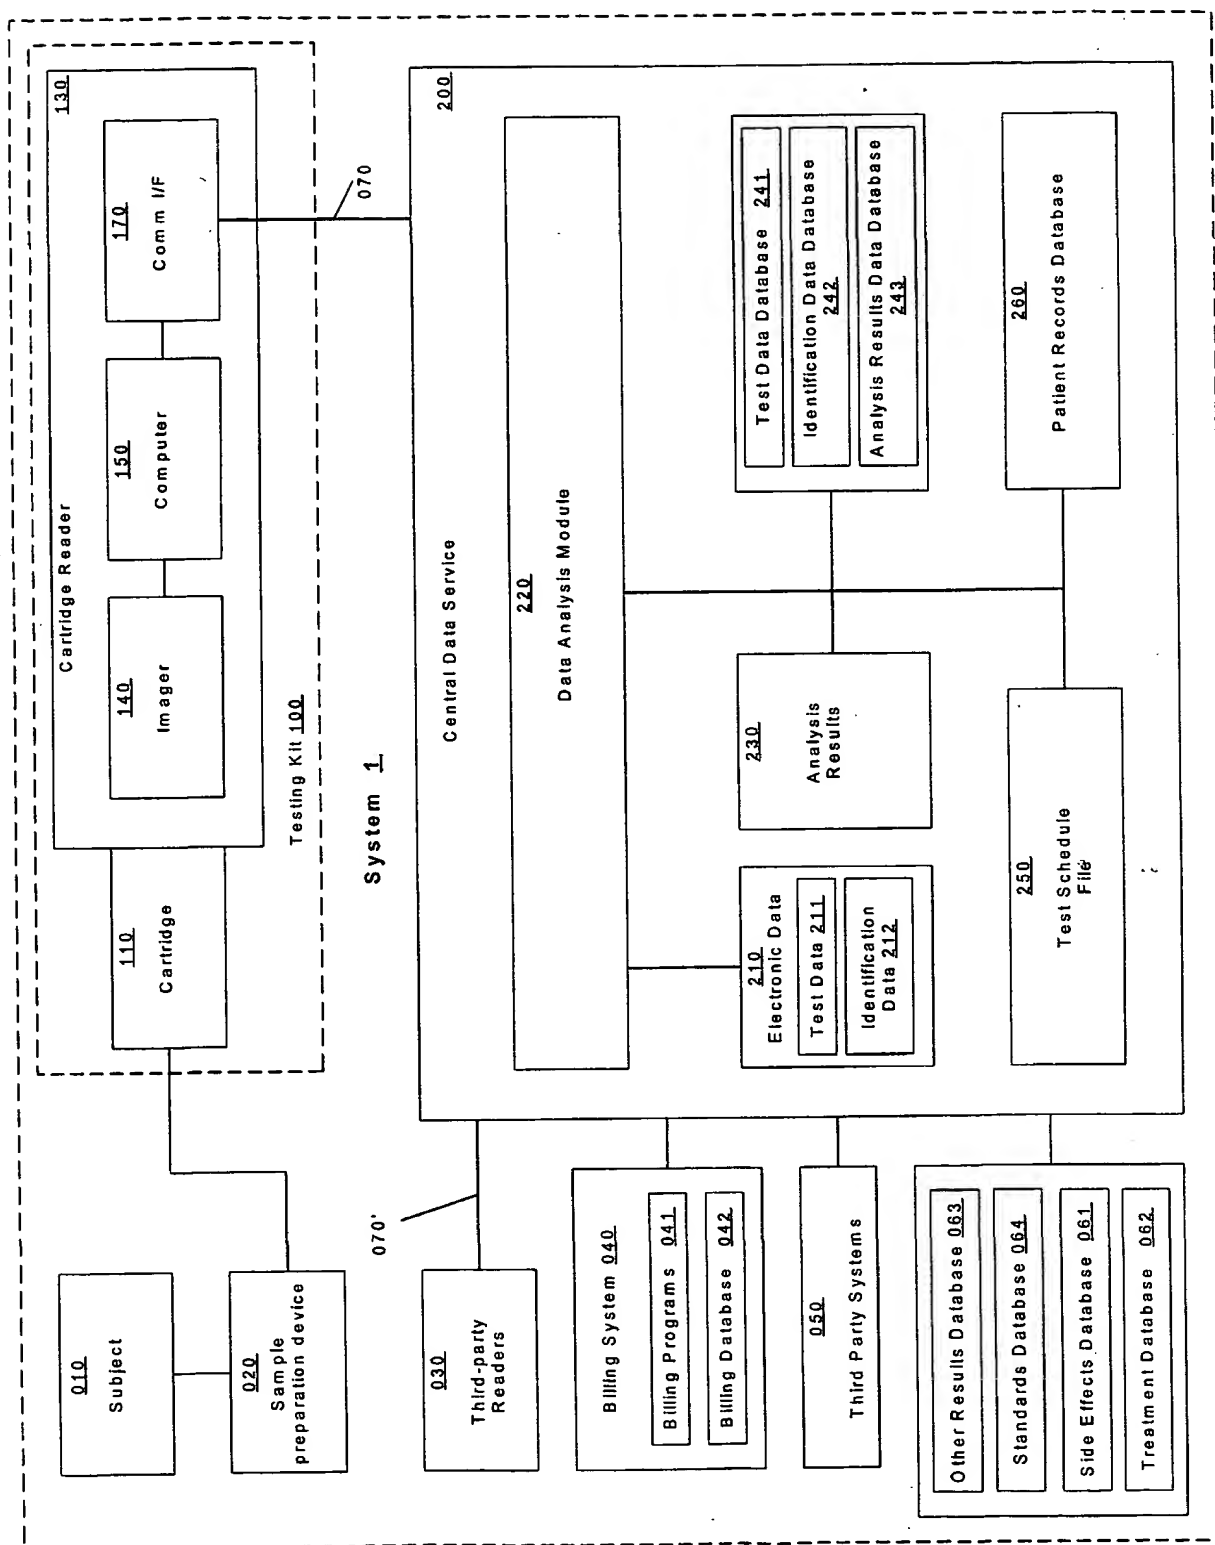 010
Subject
020
Sample
preparation device
110
Cartridge
Cartridge Reader
130
140
Imager
150
Computer
170
Comm I/F
Testing Kit 100
070
System 1
070'
030
Third-party
Readers
Billing System 040
Billing Programs 041
Billing Database 042
050
Third Party Systems
Other Results Database 063
Standards Database 064
Side Effects Database 061
Treatment Database 062
Central Data Service
200
220
Data Analysis Module
210
Electronic Data
Test Data 211
Identification
Data 212
230
Analysis
Results
Test Data Database 241
Identification Data Database
242
Analysis Results Data Database
243
250
Test Schedule
File
260
Patient Records Database